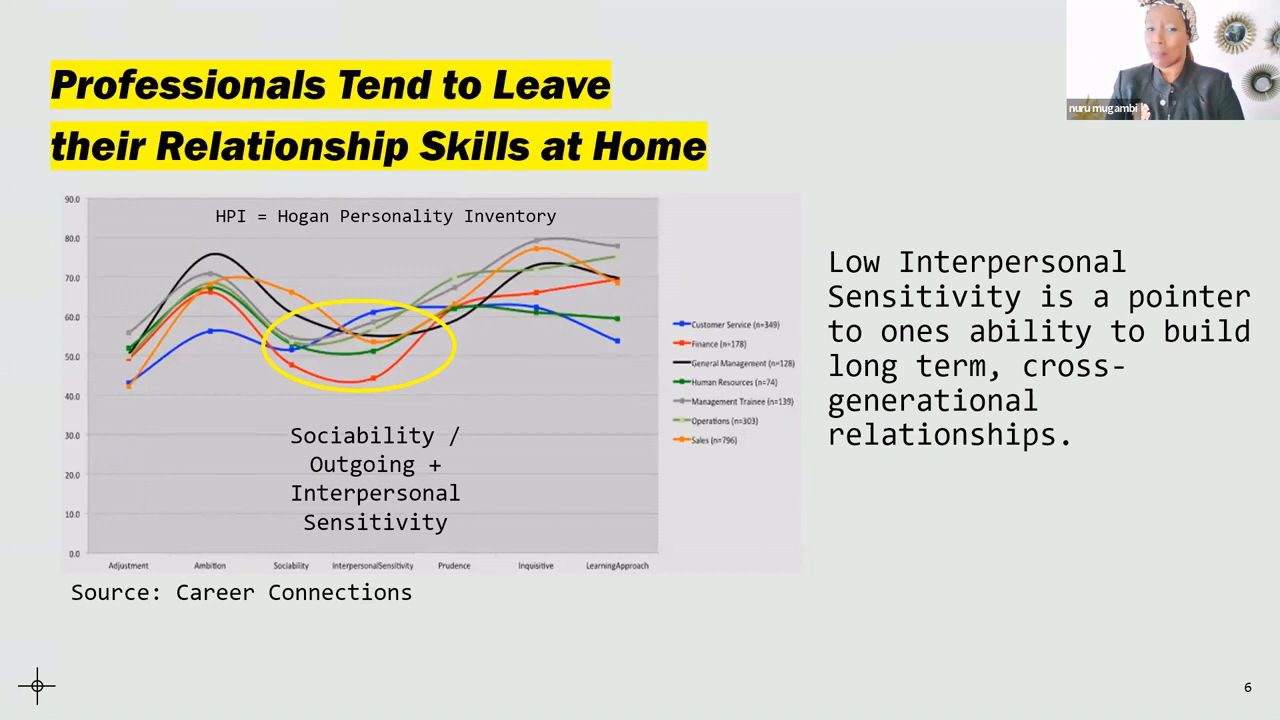 Professionals Tend to Leave
their Relationship Skills at Home
nuru mugambi
HPI = Hogan Personality Inventory
90.0
80.0
70.0
60.0
50.0
40.0
30.0
20.0
10.0
0.0
Sociability /
Outgoing +
Interpersonal
Sensitivity
Adjustment
Ambition
Sociability
InterpersonalSensitivity
Prudence
Inquisitive
LearningApproach
Customer Service (n=349)
Finance (n=178)
General Management (n=128)
Human Resources (n=74)
Management Trainee (n=139)
Operations (n=303)
Sales (n=796)
Low Interpersonal
Sensitivity is a pointer
to ones ability to build
long term, cross-
generational
relationships.
Source: Career Connections
6